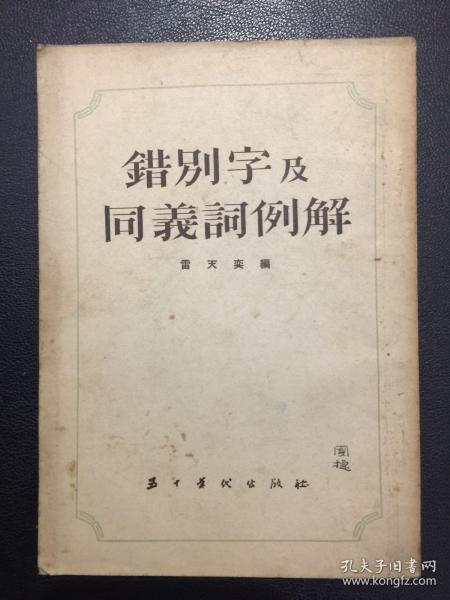 錯別字及
同義詞例解
雷天奕編
五十年代出版社
孔夫子旧书网
www.kongfz.com